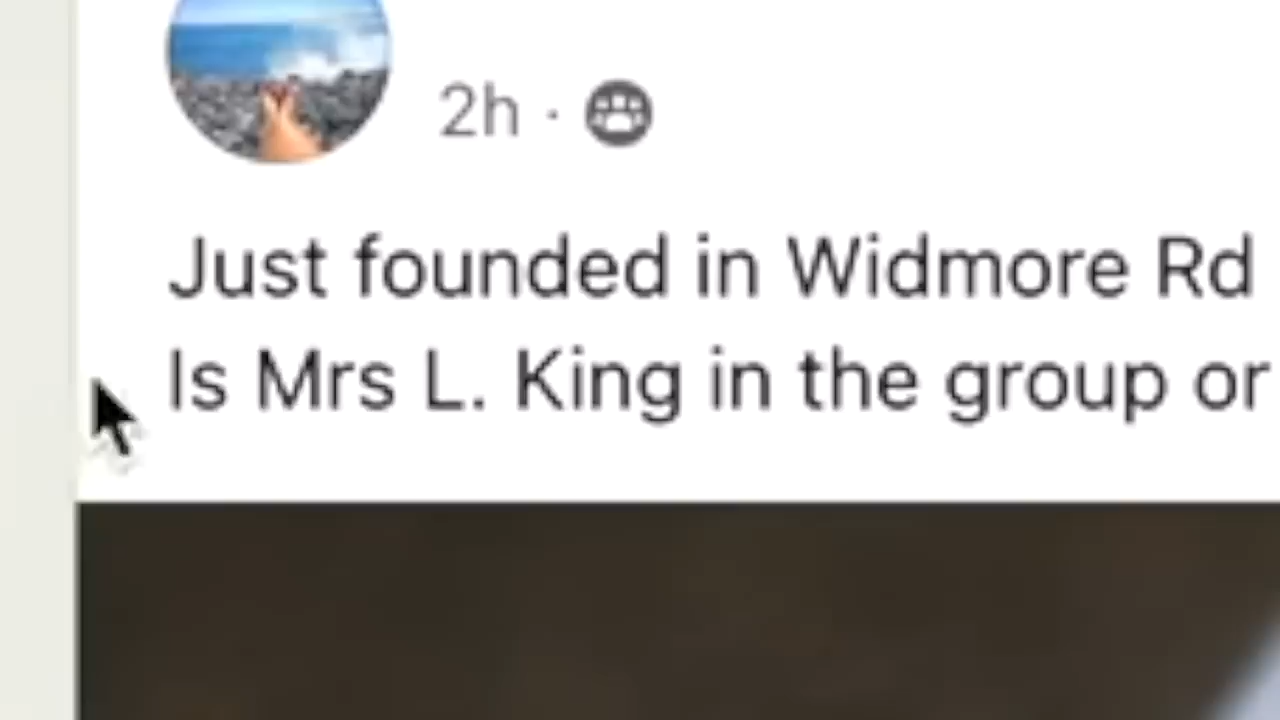 2h ·
Just founded in Widmore Rd
Is Mrs L. King in the group or